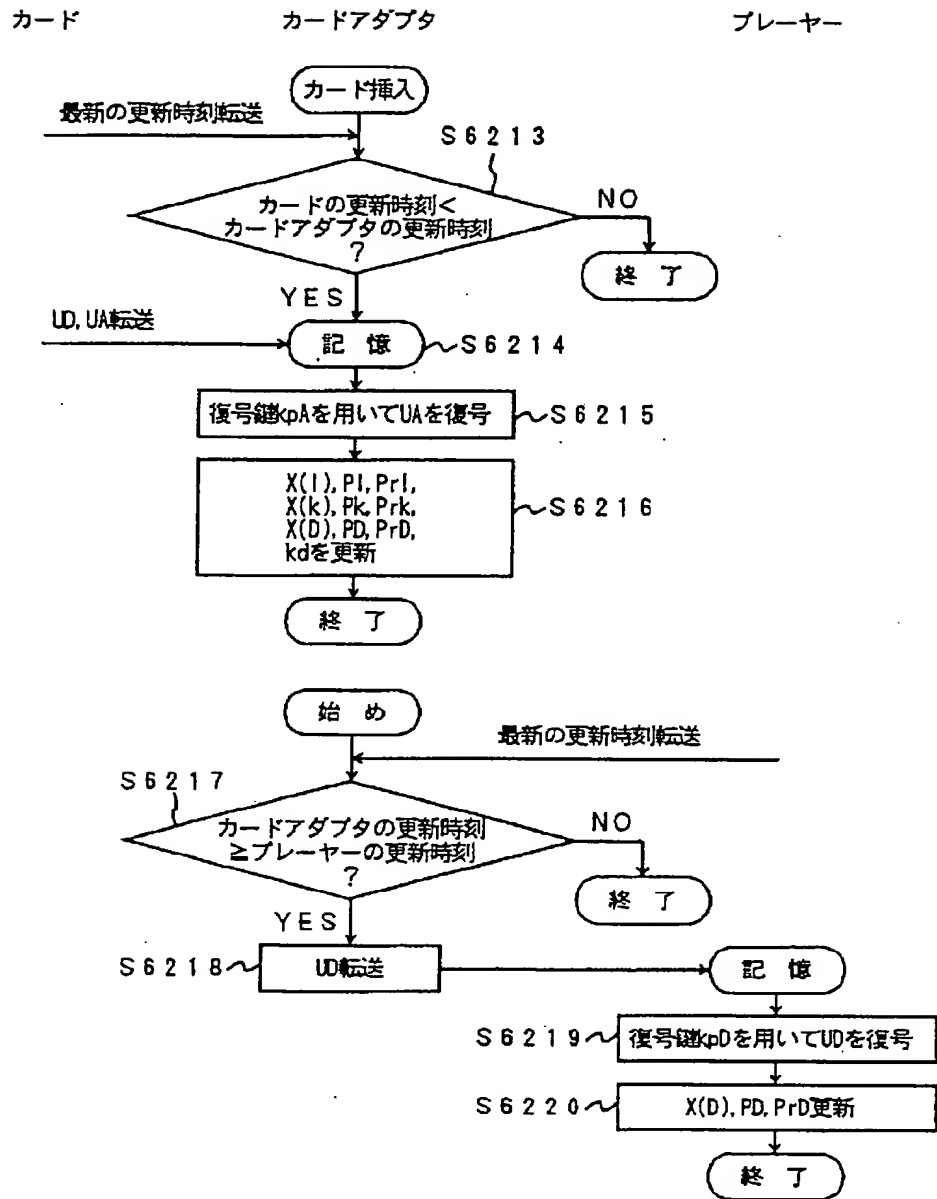 カード　カードアダプタ　プレーヤー
カード挿入
最新の更新時刻転送
S6213
カードの更新時刻<
カードアダプタの更新時刻
?
NO
終 了
YES
UD,UA転送
記 憶
S6214
復号鍵kpAを用いてUAを復号
S6215
X(I),PI,PrI,
X(k),Pk,Prk,
X(D),PD,PrD,
kdを更新
S6216
終 了
始 め
最新の更新時刻転送
S6217
カードアダプタの更新時刻
≧プレーヤーの更新時刻
?
NO
終 了
YES
S6218
UD転送
記 憶
S6219
復号鍵kpDを用いてUDを復号
S6220
X(D),PD,PrD更新
終 了